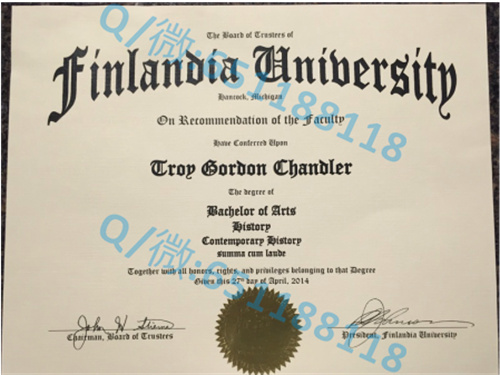 The Board of Trustees of
Finlandia University
Hancock, Michigan
On Recommendation of the Faculty
Have Conferred Upon
Troy Gordon Chandler
The degree of
Bachelor of Arts
History
Contemporary History
summa cum laude
Together with all honors, rights, and privileges belonging to that Degree
Given this 27th day of April, 2014
Chairman, Board of Trustees
President, Finlandia University
Q/微:651188118
Q/微:651188118